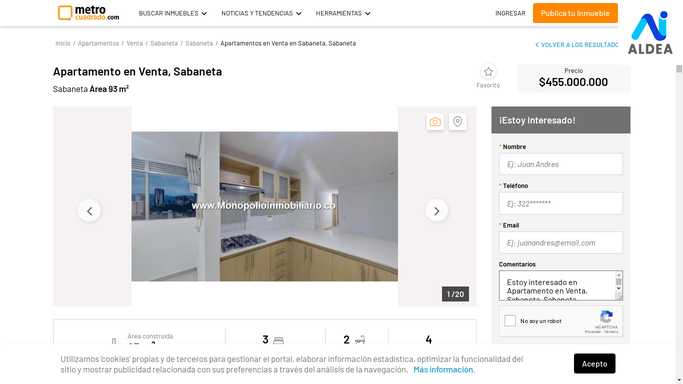 metro
cuadrado.com
BUSCAR INMUEBLES
NOTICIAS Y TENDENCIAS
HERRAMIENTAS
INGRESAR
Publica tu Inmueble
AI
ALDEA
Inicio / Apartamentos / Venta / Sabaneta / Sabaneta / Apartamentos en Venta en Sabaneta, Sabaneta
< VOLVER A LOS RESULTADO
Apartamento en Venta, Sabaneta
Sabaneta Área 93 m²
Favorito
Precio
$455.000.000
www.Monopolioinmobiliario.co
1 / 20
¡Estoy Interesado!
* Nombre
Ej: Juan Andres
* Teléfono
Ej: 322*******
* Email
Ej: juanandres@email.com
Comentarios
Estoy interesado en
Apartamento en Venta,
Sabaneta, Sabaneta
No soy un robot
reCAPTCHA
Privacidad - Términos
Área construida
3
2
4
Utilizamos 'cookies' propias y de terceros para gestionar el portal, elaborar información estadística, optimizar la funcionalidad del
sitio y mostrar publicidad relacionada con sus preferencias a través del análisis de la navegación. Más información.
Acepto